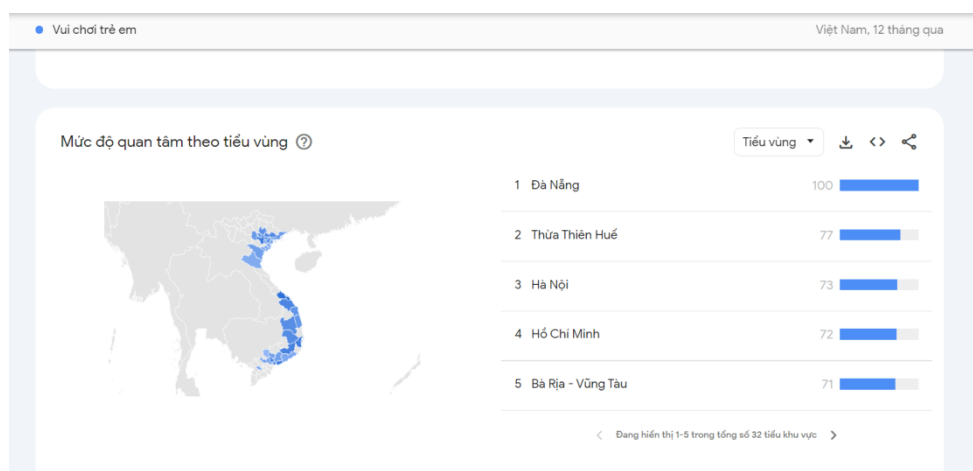 Vui chơi trẻ em
Việt Nam, 12 tháng qua
Mức độ quan tâm theo tiểu vùng
Tiểu vùng
1 Đà Nẵng 100
2 Thừa Thiên Huế 77
3 Hà Nội 73
4 Hồ Chí Minh 72
5 Bà Rịa - Vũng Tàu 71
Đang hiển thị 1-5 trong tổng số 32 tiểu khu vực